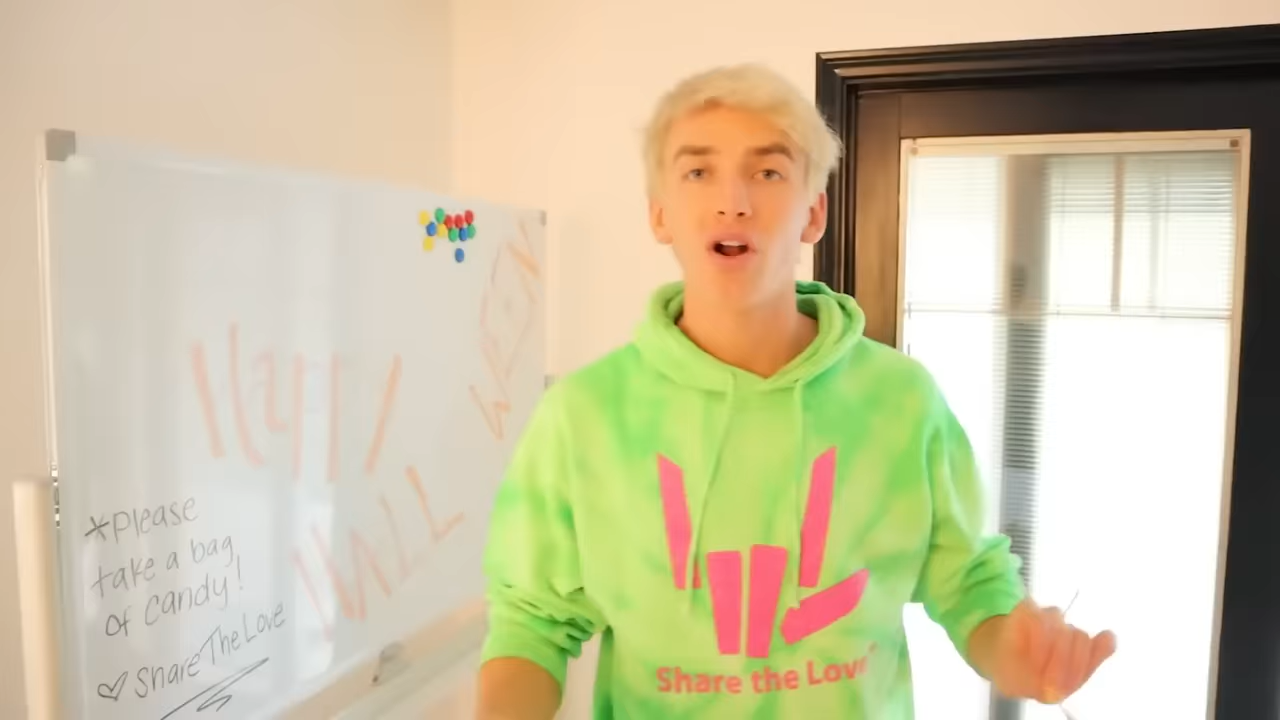 *Please
take a bag
of candy!
♡ Share The Love
Share the Love